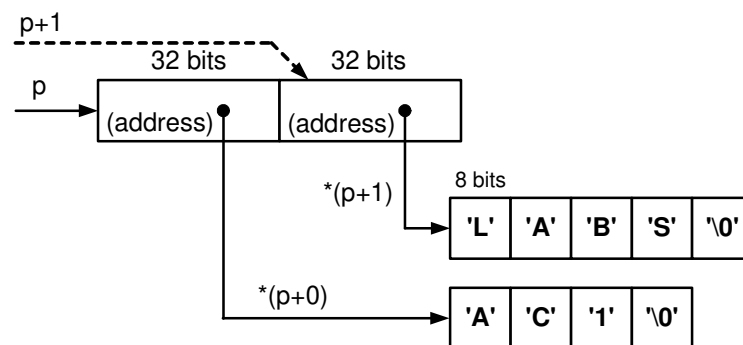 p+1
32 bits 32 bits
p
(address) (address)
*(p+1)
8 bits
'L' 'A' 'B' 'S' '\0'
*(p+0)
'A' 'C' '1' '\0'